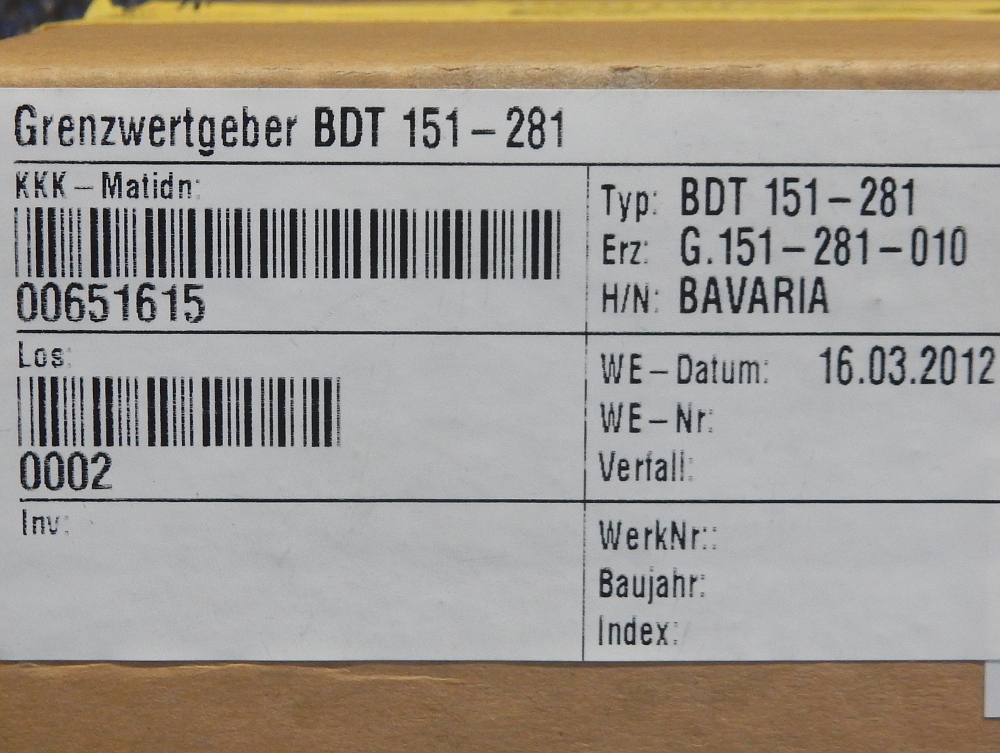 Grenzwertgeber BDT 151-281
KKK-Matidn:
00651615
Typ: BDT 151-281
Erz: G.151-281-010
H/N: BAVARIA
Los:
0002
WE-Datum: 16.03.2012
WE-Nr:
Verfall:
Inv:
WerkNr::
Baujahr:
Index: